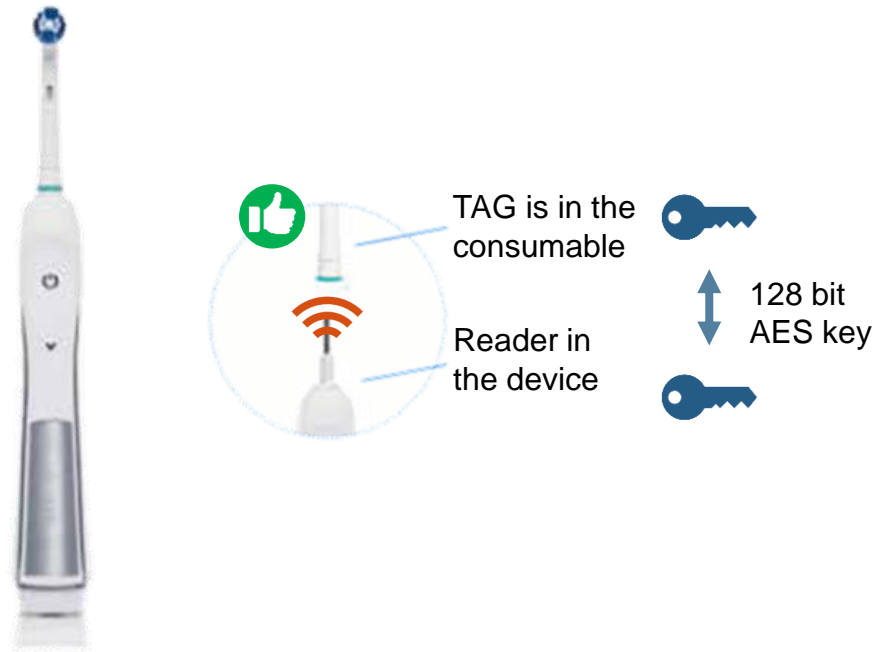 TAG is in the
consumable
128 bit
AES key
Reader in
the device